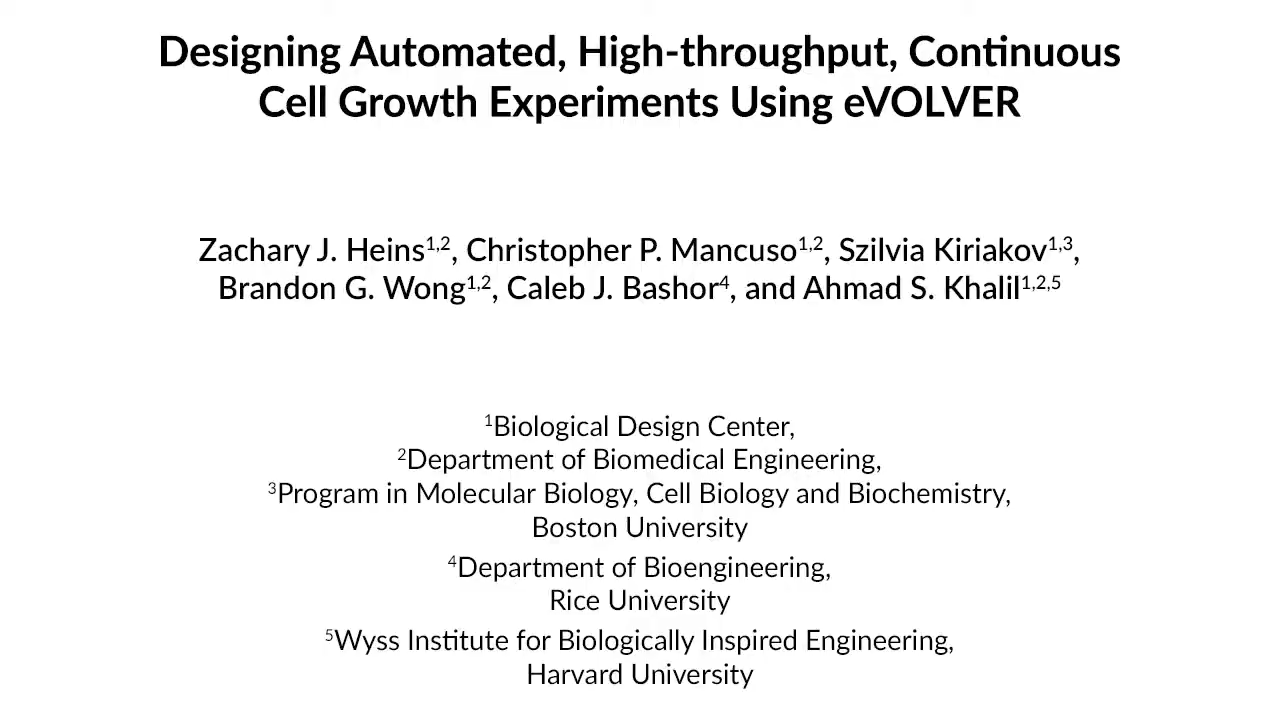 Designing Automated, High-throughput, Continuous
Cell Growth Experiments Using eVOLVER
Zachary J. Heins1,2, Christopher P. Mancuso1,2, Szilvia Kiriakov1,3,
Brandon G. Wong1,2, Caleb J. Bashor4, and Ahmad S. Khalil1,2,5
1Biological Design Center,
2Department of Biomedical Engineering,
3Program in Molecular Biology, Cell Biology and Biochemistry,
Boston University
4Department of Bioengineering,
Rice University
5Wyss Institute for Biologically Inspired Engineering,
Harvard University